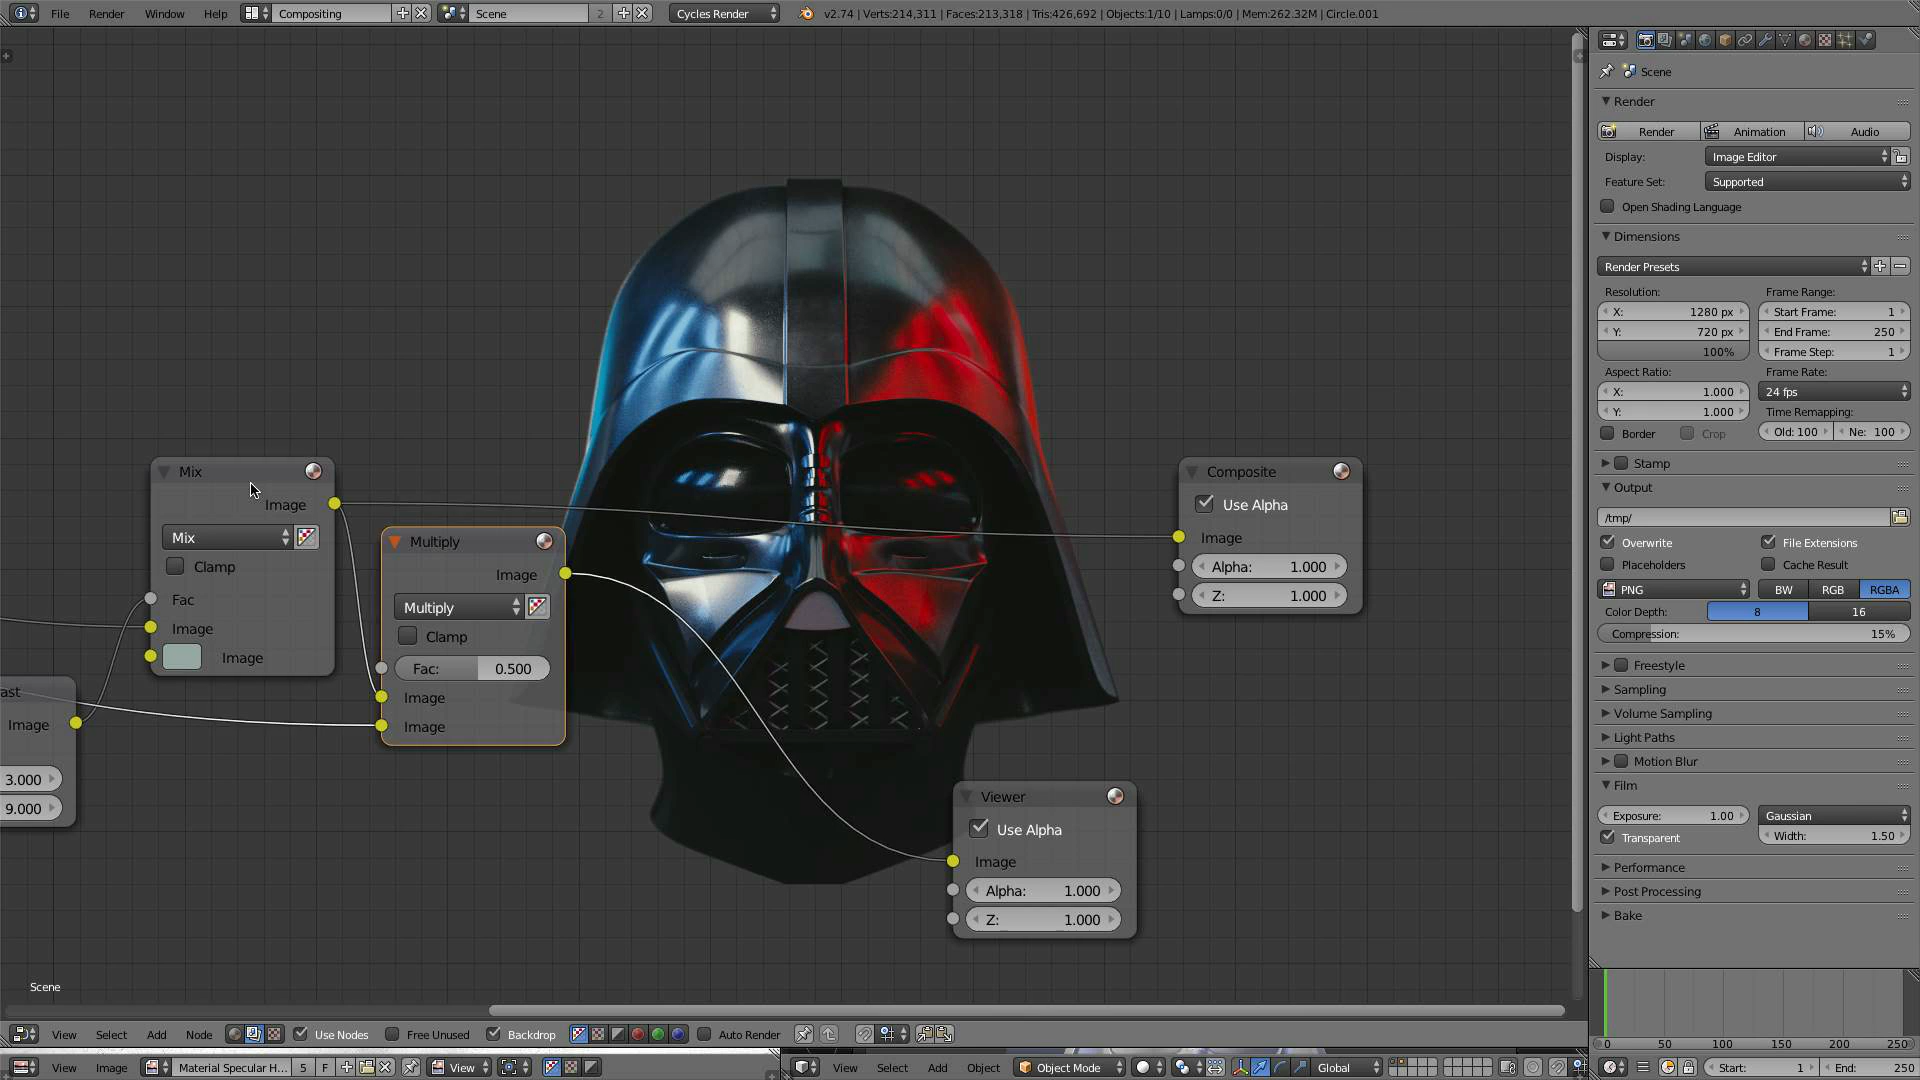 File Render Window Help Compositing Scene 2 Cycles Render v2.74 | Verts:214,311 | Faces:213,318 | Tris:426,692 | Objects:1/10 | Lamps:0/0 | Mem:262.32M | Circle.001
Scene
Render
Render Animation Audio
Display: Image Editor
Feature Set: Supported
Open Shading Language
Dimensions
Render Presets
Resolution: Frame Range:
X: 1280 px Start Frame: 1
Y: 720 px End Frame: 250
100% Frame Step: 1
Aspect Ratio: Frame Rate:
X: 1.000 24 fps
Y: 1.000 Time Remapping:
Border Crop Old: 100 Ne: 100
Stamp
Output
/tmp/
Overwrite File Extensions
Placeholders Cache Result
PNG BW RGB RGBA
Color Depth: 8 16
Compression: 15%
Freestyle
Sampling
Volume Sampling
Light Paths
Motion Blur
Film
Exposure: 1.00 Gaussian
Transparent Width: 1.50
Performance
Post Processing
Bake
Mix
Image
Mix
Clamp
Fac
Image
Image
ast
Image
3.000
9.000
Multiply
Image
Multiply
Clamp
Fac: 0.500
Image
Image
Composite
Use Alpha
Image
Alpha: 1.000
Z: 1.000
Viewer
Use Alpha
Image
Alpha: 1.000
Z: 1.000
Scene
View Select Add Node Use Nodes Free Unused Backdrop Auto Render
0 50 100 150 200 250
View Image Material Specular H... 5 F View View Select Add Object Object Mode Global Start: 1 End: 250